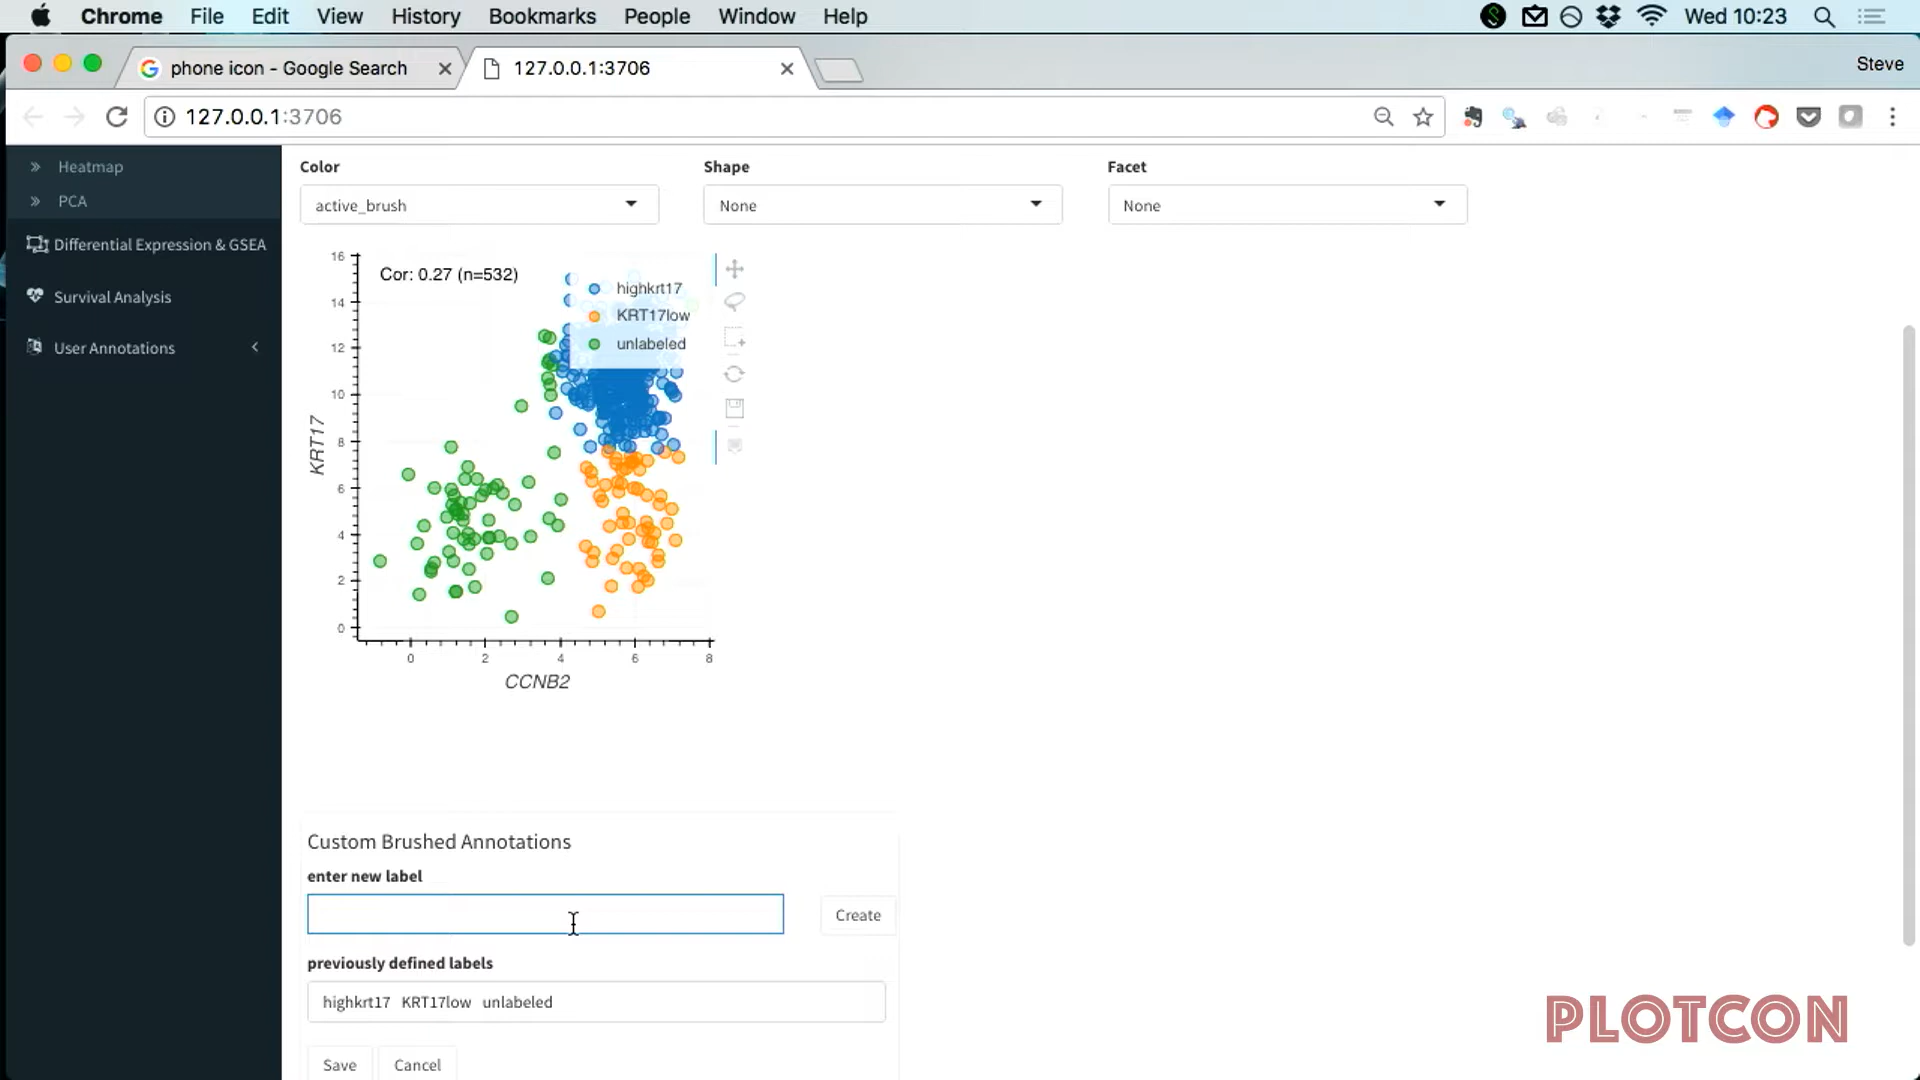 Chrome File Edit View History Bookmarks People Window Help Wed 10:23
phone icon - Google Search 127.0.0.1:3706 Steve
127.0.0.1:3706
Heatmap
PCA
Differential Expression & GSEA
Survival Analysis
User Annotations
Color Shape Facet
active_brush None None
Cor: 0.27 (n=532)
highkrt17
KRT17low
unlabeled
16
14
12
10
8
6
4
2
0
KRT17
0 2 4 6 8
CCNB2
Custom Brushed Annotations
enter new label
Create
previously defined labels
highkrt17 KRT17low unlabeled
Save Cancel
PLOTCON